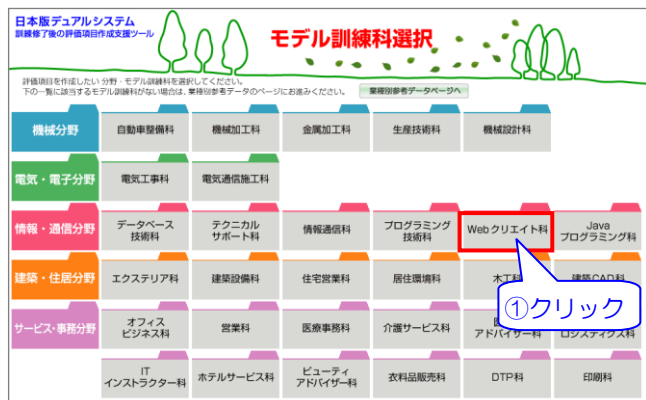 日本版デュアルシステム
訓練修了後の評価項目作成支援ツール
モデル訓練科選択
評価項目を作成したい 分野・モデル訓練科を選択してください。
下の一覧に該当するモデル訓練科がない場合は、業種別参考データのページにお進みください。
業種別参考データページへ
機械分野
自動車整備科
機械加工科
金属加工科
生産技術科
機械設計科
電気・電子分野
電気工事科
電気通信施工科
情報・通信分野
データベース
技術科
テクニカル
サポート科
情報通信科
プログラミング
技術科
Webクリエイト科
Java
プログラミング科
建築・住居分野
エクステリア科
建築設備科
住宅営業科
居住環境科
木工科
建築CAD科
①クリック
サービス・事務分野
オフィス
ビジネス科
営業科
医療事務科
介護サービス科
アドバイザー科
ロジスティクス科
IT
インストラクター科
ホテルサービス科
ビューティ
アドバイザー科
衣料品販売科
DTP科
印刷科